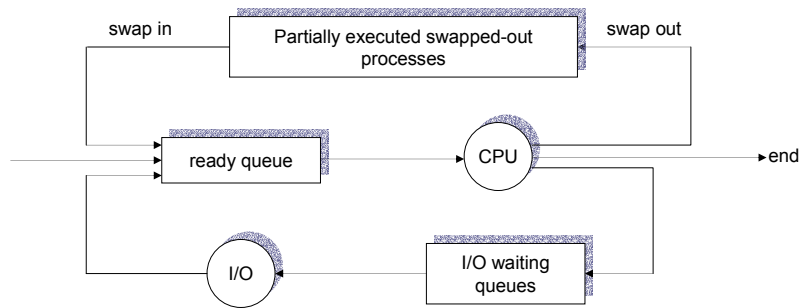 swap in
Partially executed swapped-out
processes
swap out
ready queue
CPU
end
I/O
I/O waiting
queues